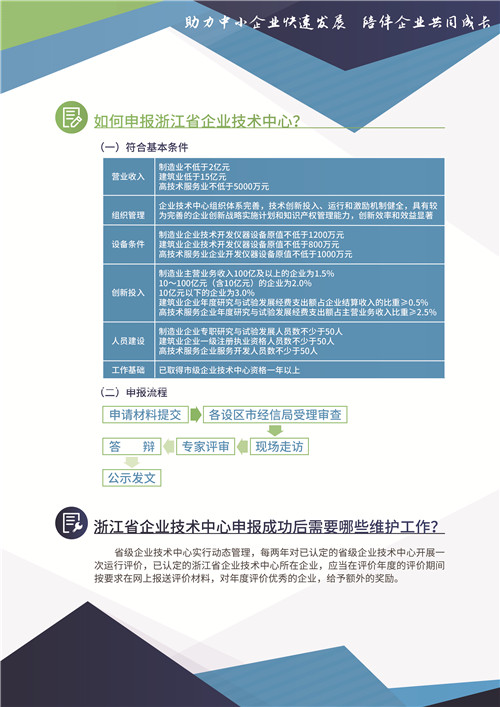 助力中小企业快速发展 陪伴企业共同成长
如何申报浙江省企业技术中心?
（一）符合基本条件
营业收入
制造业不低于2亿元
建筑业低于15亿元
高技术服务业不低于5000万元
组织管理
企业技术中心组织体系完善，技术创新投入、运行和激励机制健全，具有较
为完善的企业创新战略实施计划和知识产权管理能力，创新效率和效益显著
设备条件
制造业企业技术开发仪器设备原值不低于1200万元
建筑业企业技术开发仪器设备原值不低于800万元
高技术服务业企业开发仪器设备原值不低于1000万元
创新投入
制造业主营业务收入100亿及以上的企业为1.5%
10～100亿元（含10亿元）的企业为2.0%
10亿元以下的企业为3.0%
建筑业企业年度研究与试验发展经费支出额占企业结算收入的比重≥0.5%
高技术服务企业年度研究与试验发展经费支出额占主营业务收入比重≥2.5%
人员建设
制造业企业专职研究与试验发展人员数不少于50人
建筑业企业一级注册执业资格人员数不少于50人
高技术服务企业服务开发人员数不少于50人
工作基础
已取得市级企业技术中心资格一年以上
（二）申报流程
申请材料提交
各设区市经信局受理审查
现场走访
专家评审
答 辩
公示发文
浙江省企业技术中心申报成功后需要哪些维护工作?
省级企业技术中心实行动态管理，每两年对已认定的省级企业技术中心开展一
次运行评价，已认定的浙江省企业技术中心所在企业，应当在评价年度的评价期间
按要求在网上报送评价材料，对年度评价优秀的企业，给予额外的奖励。